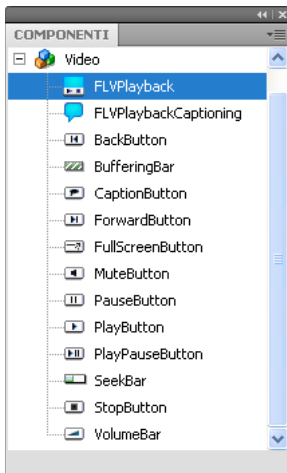 COMPONENTI
Video
FLVPlayback
FLVPlaybackCaptioning
BackButton
BufferingBar
CaptionButton
ForwardButton
FullScreenButton
MuteButton
PauseButton
PlayButton
PlayPauseButton
SeekBar
StopButton
VolumeBar